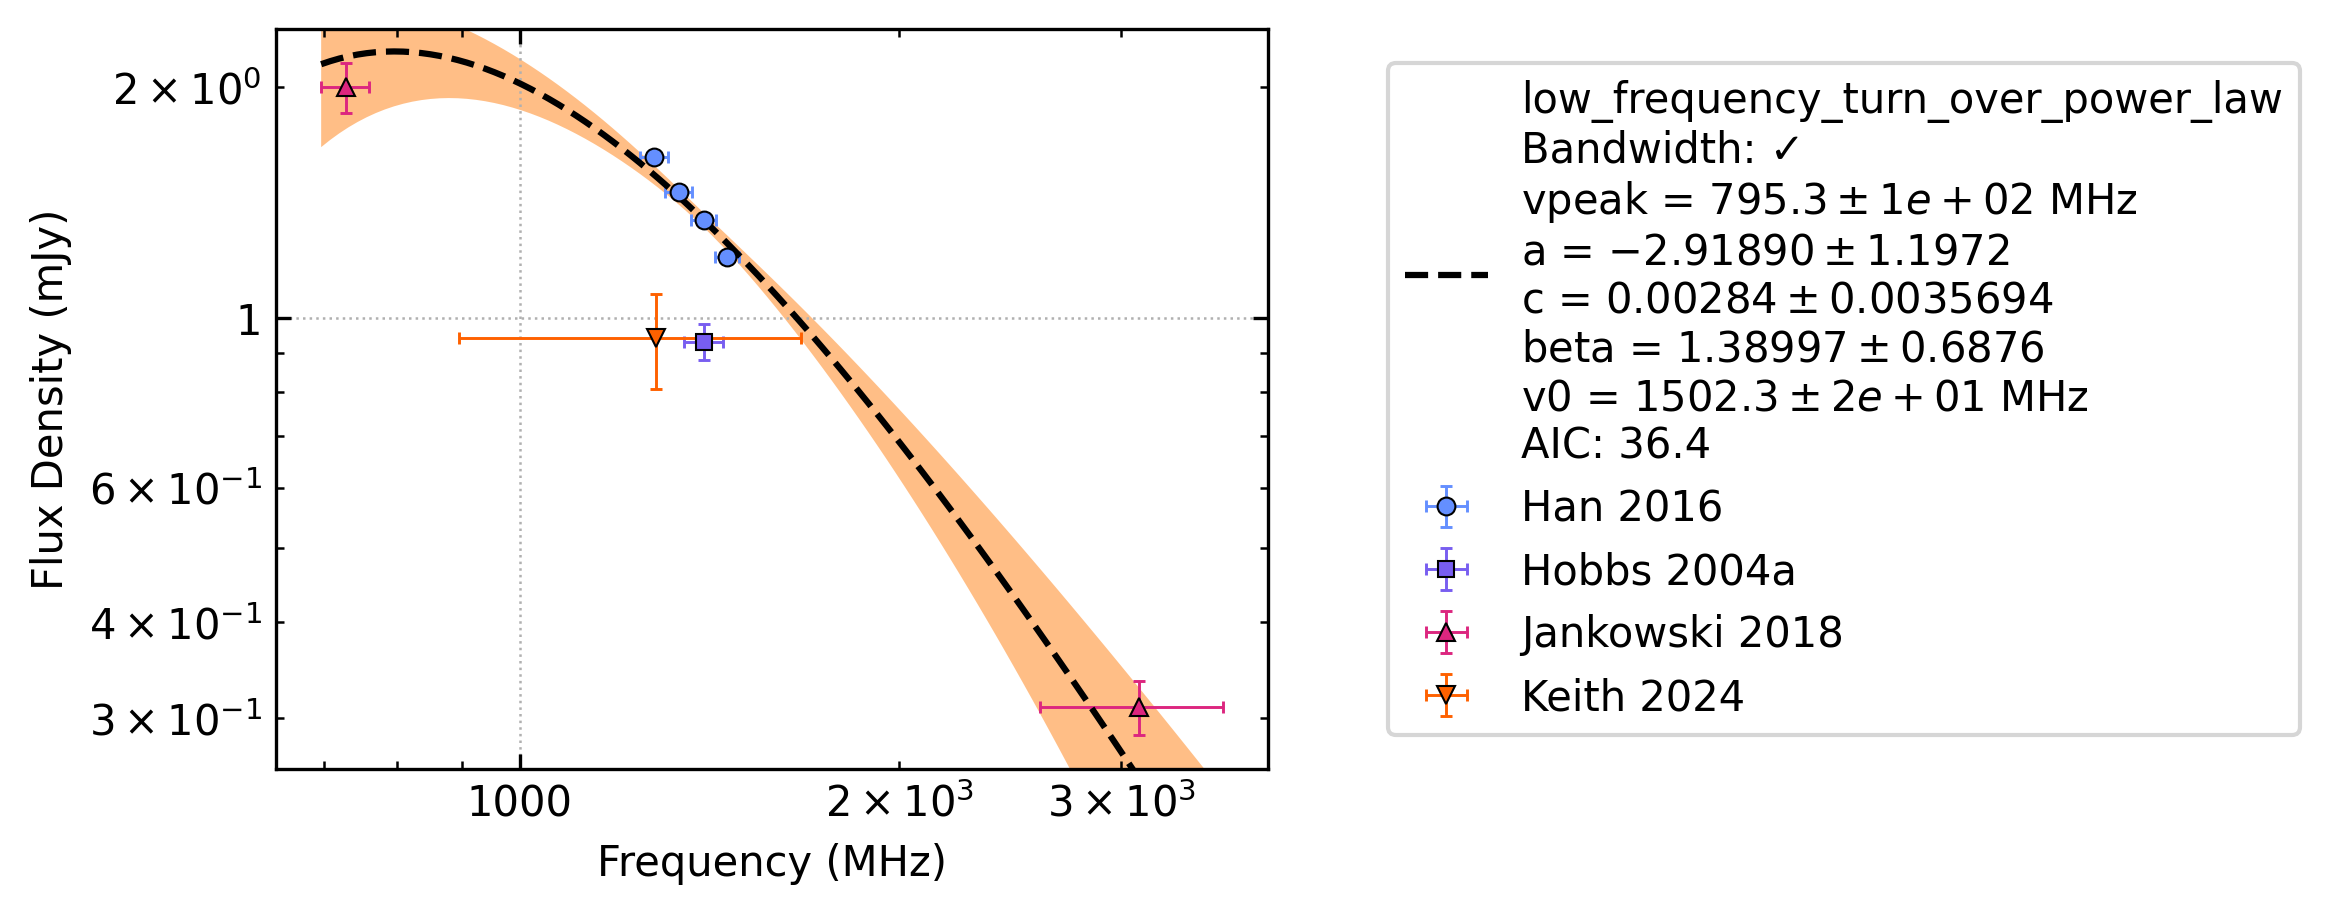 2 × 10⁰
1
6 × 10⁻¹
4 × 10⁻¹
3 × 10⁻¹
Flux Density (mJy)
1000
2 × 10³
3 × 10³
Frequency (MHz)
low_frequency_turn_over_power_law
Bandwidth: ✓
vpeak = 795.3 ± 1e + 02 MHz
a = −2.91890 ± 1.1972
c = 0.00284 ± 0.0035694
beta = 1.38997 ± 0.6876
v0 = 1502.3 ± 2e + 01 MHz
AIC: 36.4
Han 2016
Hobbs 2004a
Jankowski 2018
Keith 2024